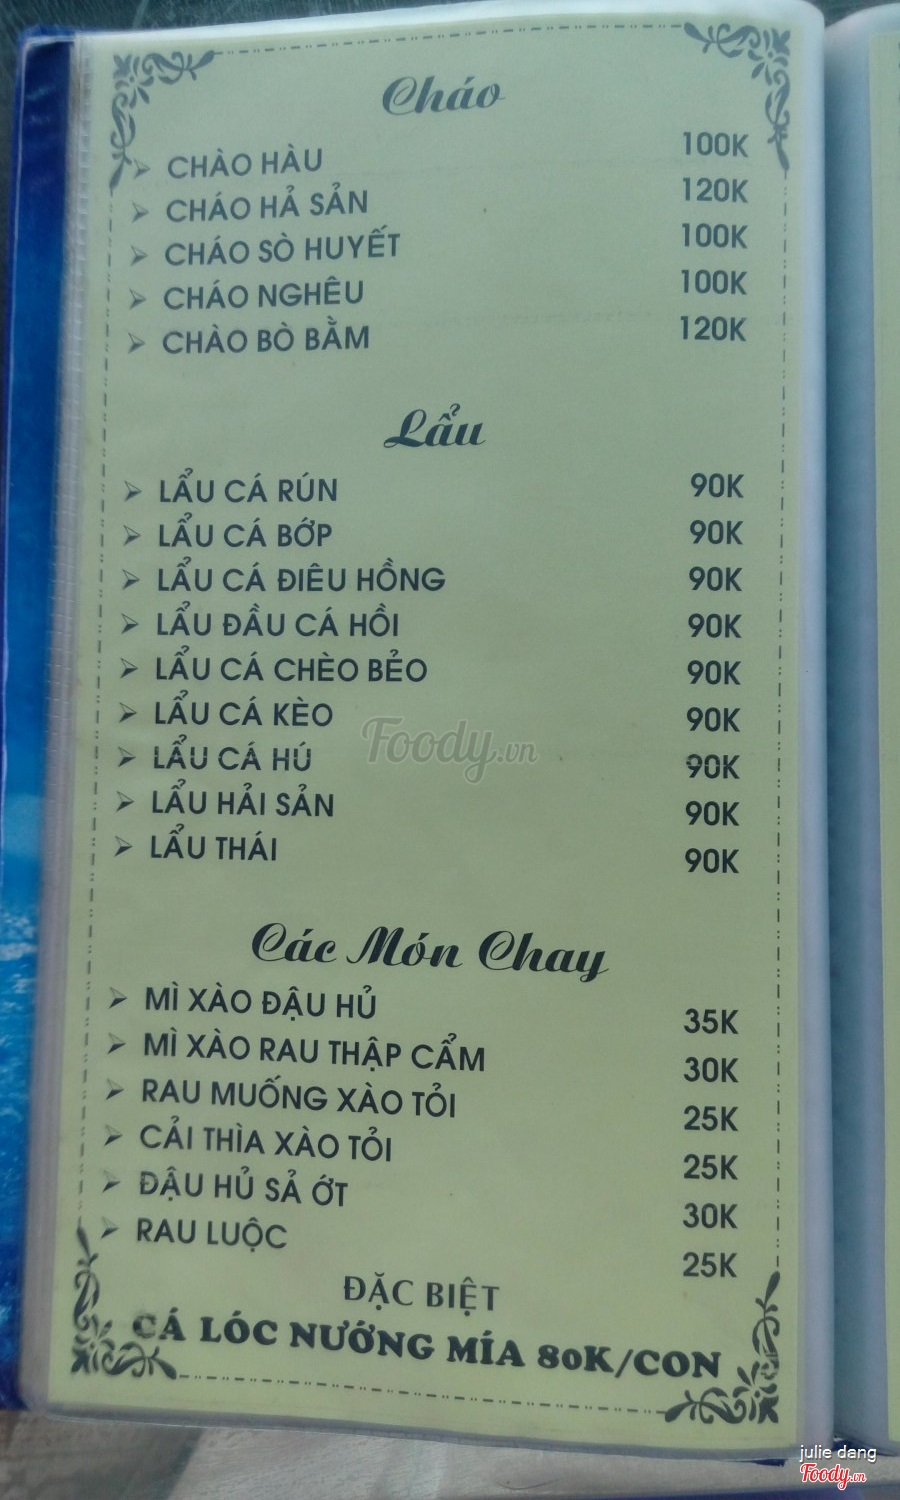 Cháo
CHÀO HÀU 100K
CHÁO HẢ SẢN 120K
CHÁO SÒ HUYẾT 100K
CHÁO NGHÊU 100K
CHÀO BÒ BẰM 120K
Lẩu
LẨU CÁ RÚN 90K
LẨU CÁ BỚP 90K
LẨU CÁ ĐIÊU HỒNG 90K
LẨU ĐẦU CÁ HỒI 90K
LẨU CÁ CHÈO BẺO 90K
LẨU CÁ KÈO 90K
LẨU CÁ HÚ 90K
LẨU HẢI SẢN 90K
LẨU THÁI 90K
Foody.vn
Các Món Chay
MÌ XÀO ĐẬU HỦ 35K
MÌ XÀO RAU THẬP CẨM 30K
RAU MUỐNG XÀO TỎI 25K
CẢI THÌA XÀO TỎI 25K
ĐẬU HỦ SẢ ỚT 30K
RAU LUỘC 25K
ĐẶC BIỆT
CÁ LÓC NƯỚNG MÍA 80K/CON
julie dang
Foody.vn